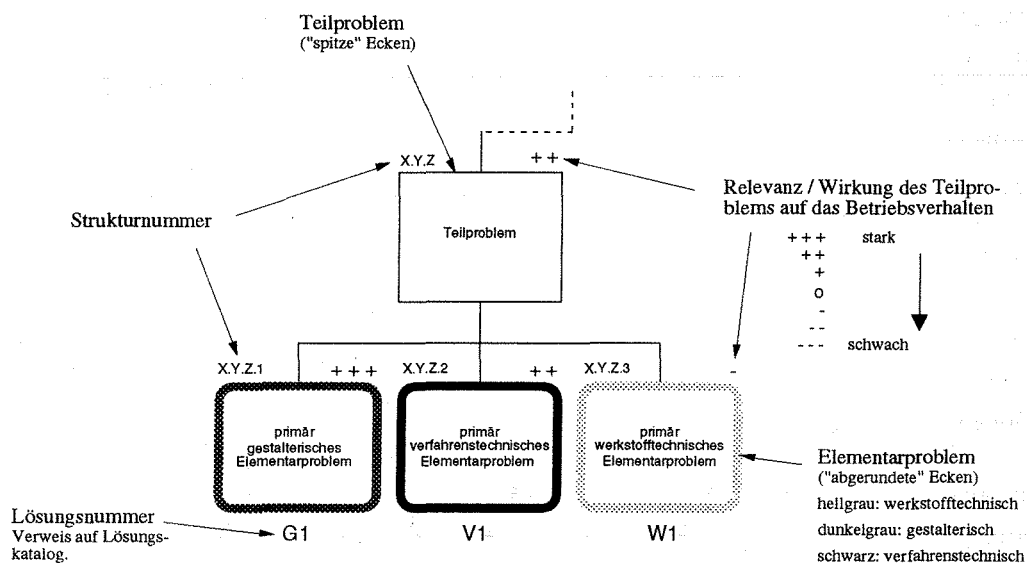 Teilproblem
("spitze" Ecken)
X.Y.Z
+ +
Relevanz / Wirkung des Teilpro-
blems auf das Betriebsverhalten
Strukturnummer
Teilproblem
+ + + stark
+ +
+
o
-
- -
- - - schwach
X.Y.Z.1
+ + +
X.Y.Z.2
+ +
X.Y.Z.3
-
primär
gestalterisches
Elementarproblem
primär
verfahrenstechnisches
Elementarproblem
primär
werkstofftechnisches
Elementarproblem
Elementarproblem
("abgerundete" Ecken)
hellgrau: werkstofftechnisch
dunkelgrau: gestalterisch
schwarz: verfahrenstechnisch
Lösungsnummer
Verweis auf Lösungs-
katalog.
G1
V1
W1